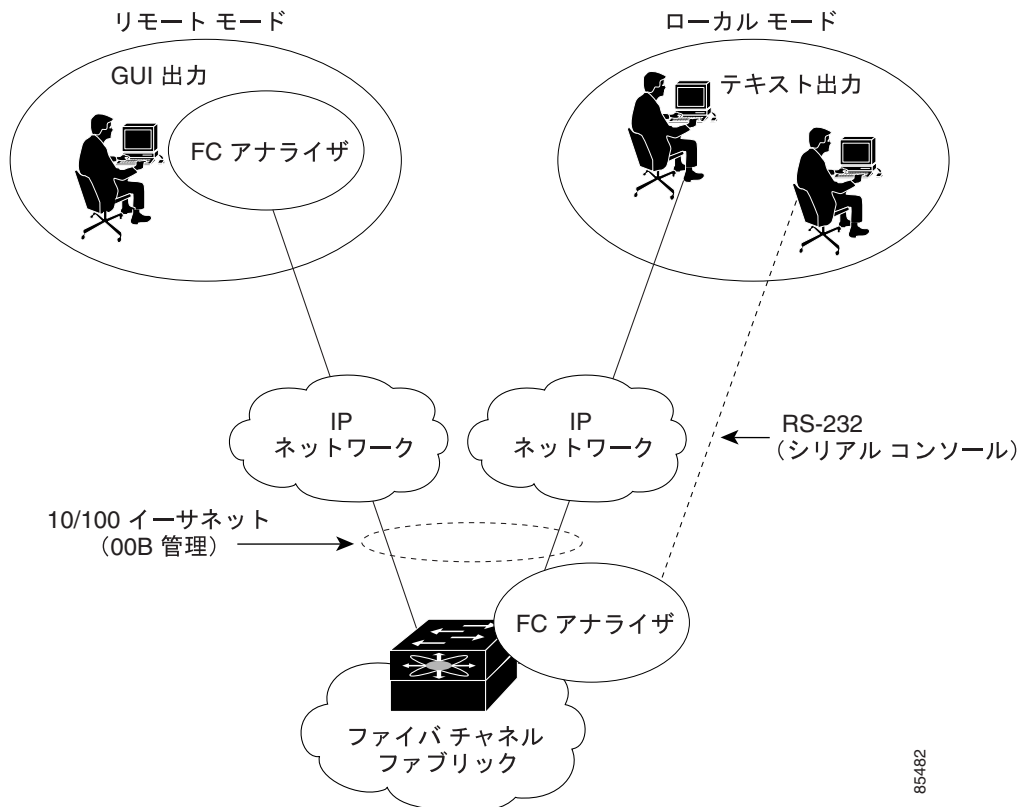 リモート モード
ローカル モード
GUI 出力
FC アナライザ
テキスト出力
IP
ネットワーク
IP
ネットワーク
RS-232
（シリアル コンソール）
10/100 イーサネット
（00B 管理）
FC アナライザ
ファイバ チャネル
ファブリック
85482